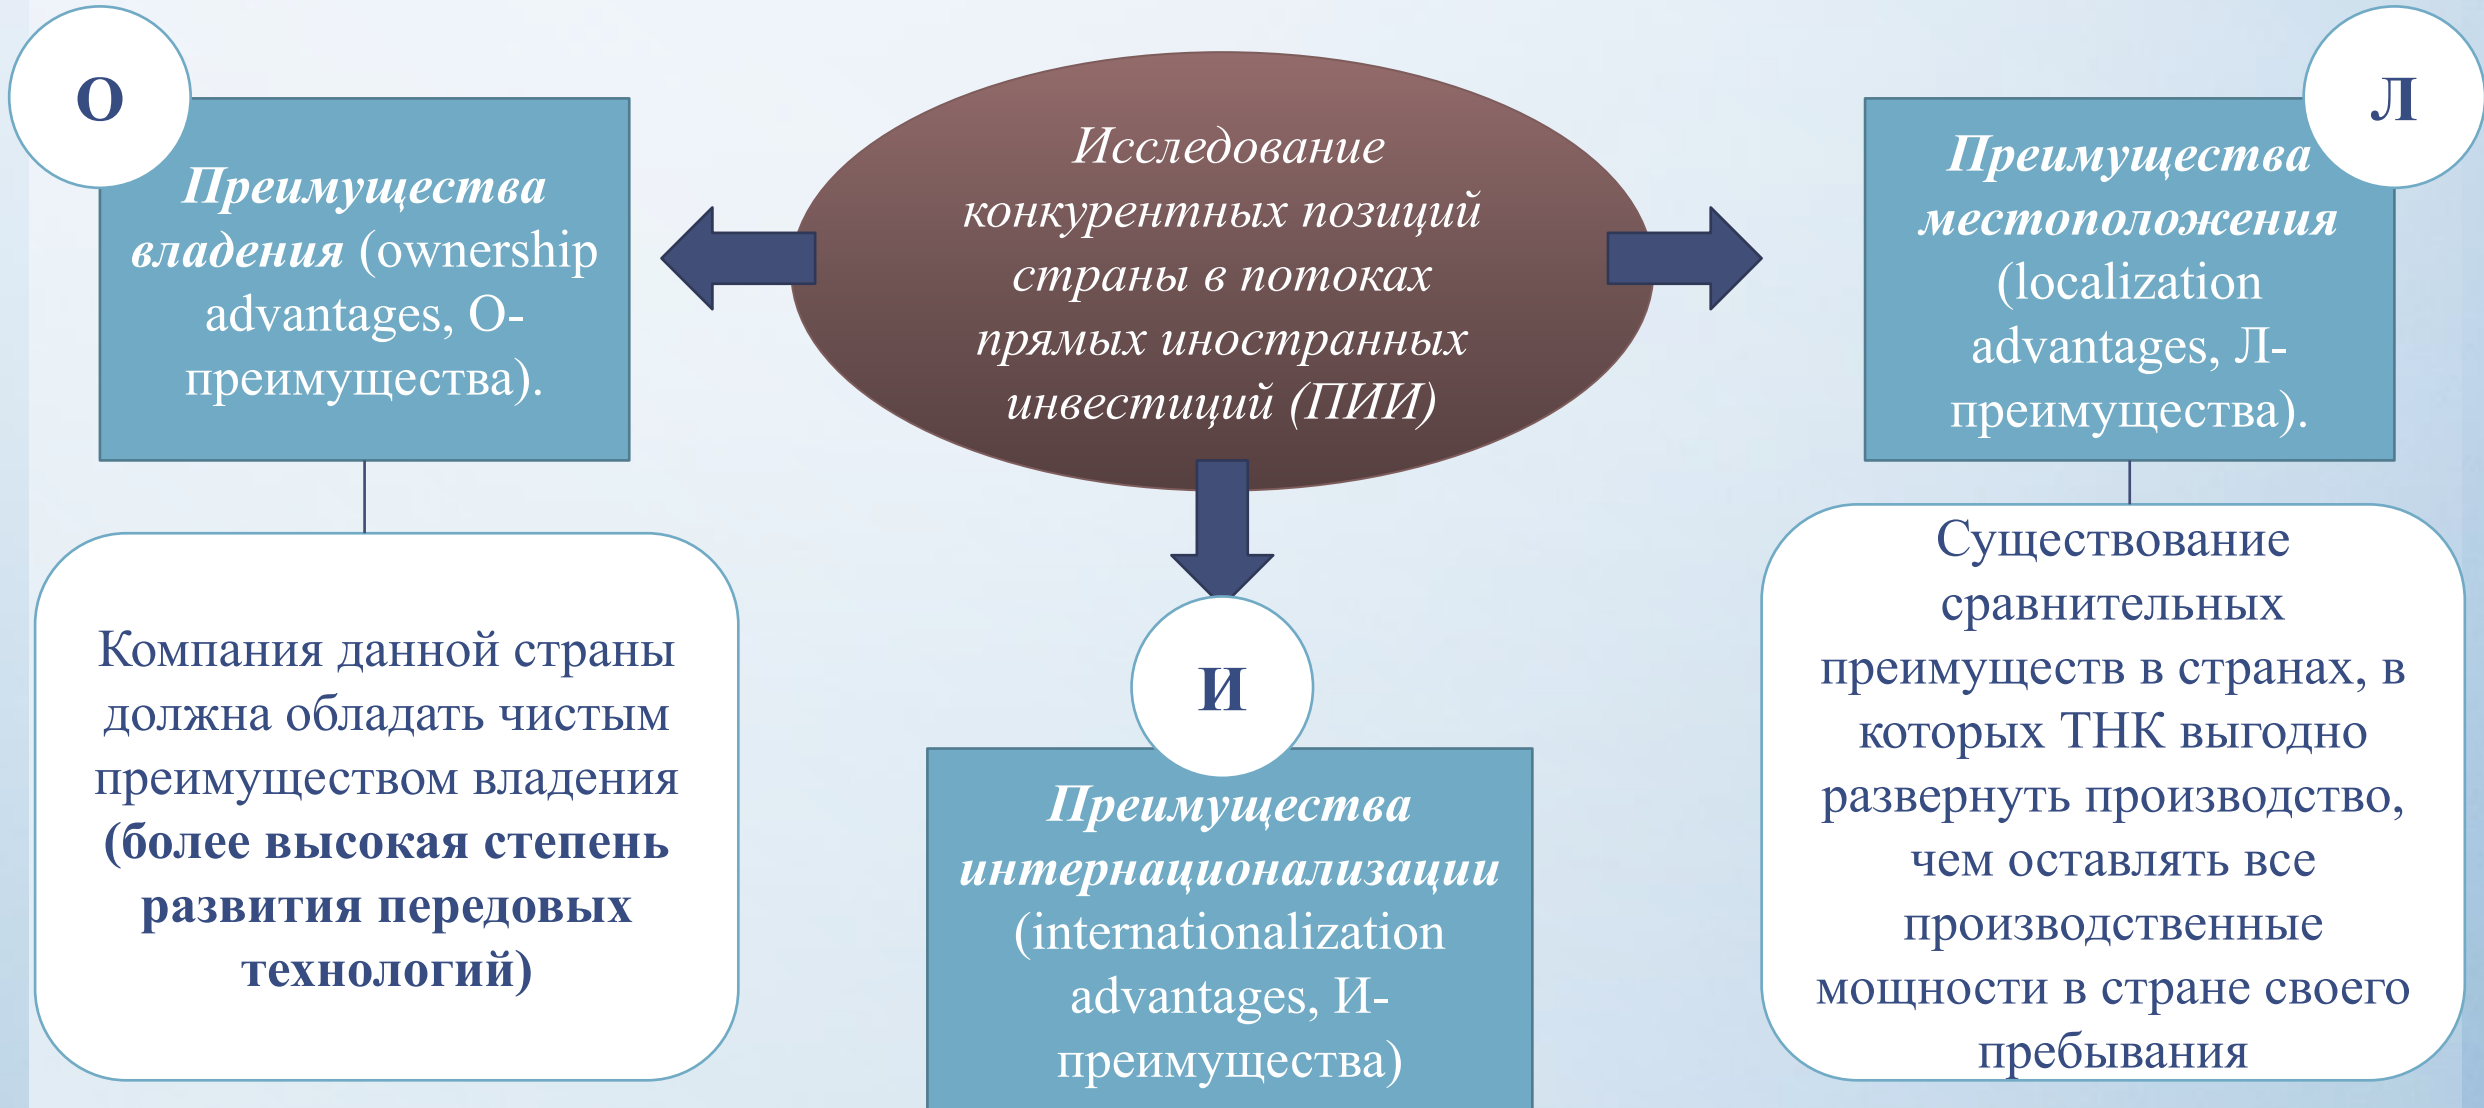 О
Преимущества
владения (ownership
advantages, О-
преимущества).
Компания данной страны
должна обладать чистым
преимуществом владения
(более высокая степень
развития передовых
технологий)
Исследование
конкурентных позиций
страны в потоках
прямых иностранных
инвестиций (ПИИ)
И
Преимущества
интернационализации
(internationalization
advantages, И-
преимущества)
Л
Преимущества
местоположения
(localization
advantages, Л-
преимущества).
Существование
сравнительных
преимуществ в странах, в
которых ТНК выгодно
развернуть производство,
чем оставлять все
производственные
мощности в стране своего
пребывания